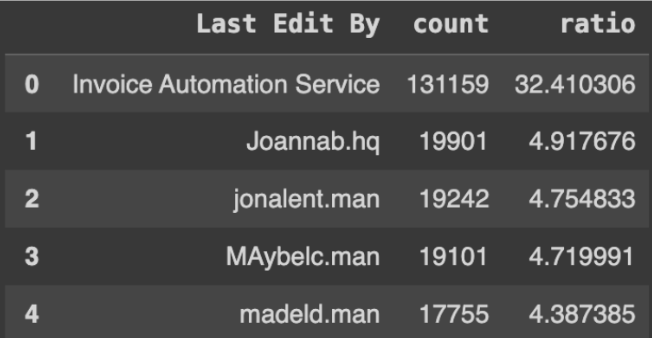 Last Edit By count ratio
0 Invoice Automation Service 131159 32.410306
1 Joannab.hq 19901 4.917676
2 jonalent.man 19242 4.754833
3 MAybelc.man 19101 4.719991
4 madeld.man 17755 4.387385